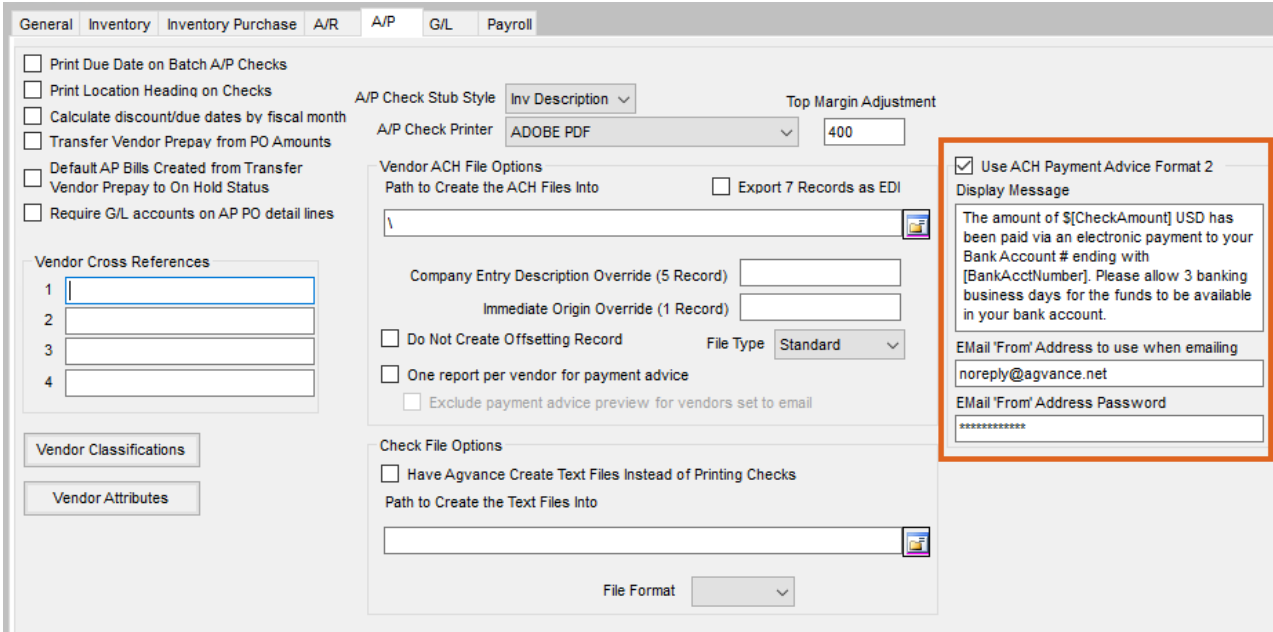 General Inventory Inventory Purchase A/R A/P G/L Payroll
Print Due Date on Batch A/P Checks
Print Location Heading on Checks
Calculate discount/due dates by fiscal month
Transfer Vendor Prepay from PO Amounts
Default AP Bills Created from Transfer
Vendor Prepay to On Hold Status
Require G/L accounts on AP PO detail lines
Vendor Cross References
1
2
3
4
Vendor Classifications
Vendor Attributes
A/P Check Stub Style Inv Description
Top Margin Adjustment
A/P Check Printer ADOBE PDF 400
Vendor ACH File Options
Path to Create the ACH Files Into Export 7 Records as EDI
\
Company Entry Description Override (5 Record)
Immediate Origin Override (1 Record)
Do Not Create Offsetting Record File Type Standard
One report per vendor for payment advice
Exclude payment advice preview for vendors set to email
Check File Options
Have Agvance Create Text Files Instead of Printing Checks
Path to Create the Text Files Into
File Format
Use ACH Payment Advice Format 2
Display Message
The amount of $[CheckAmount] USD has
been paid via an electronic payment to your
Bank Account # ending with
[BankAcctNumber]. Please allow 3 banking
business days for the funds to be available
in your bank account.
EMail 'From' Address to use when emailing
noreply@agvance.net
EMail 'From' Address Password
************